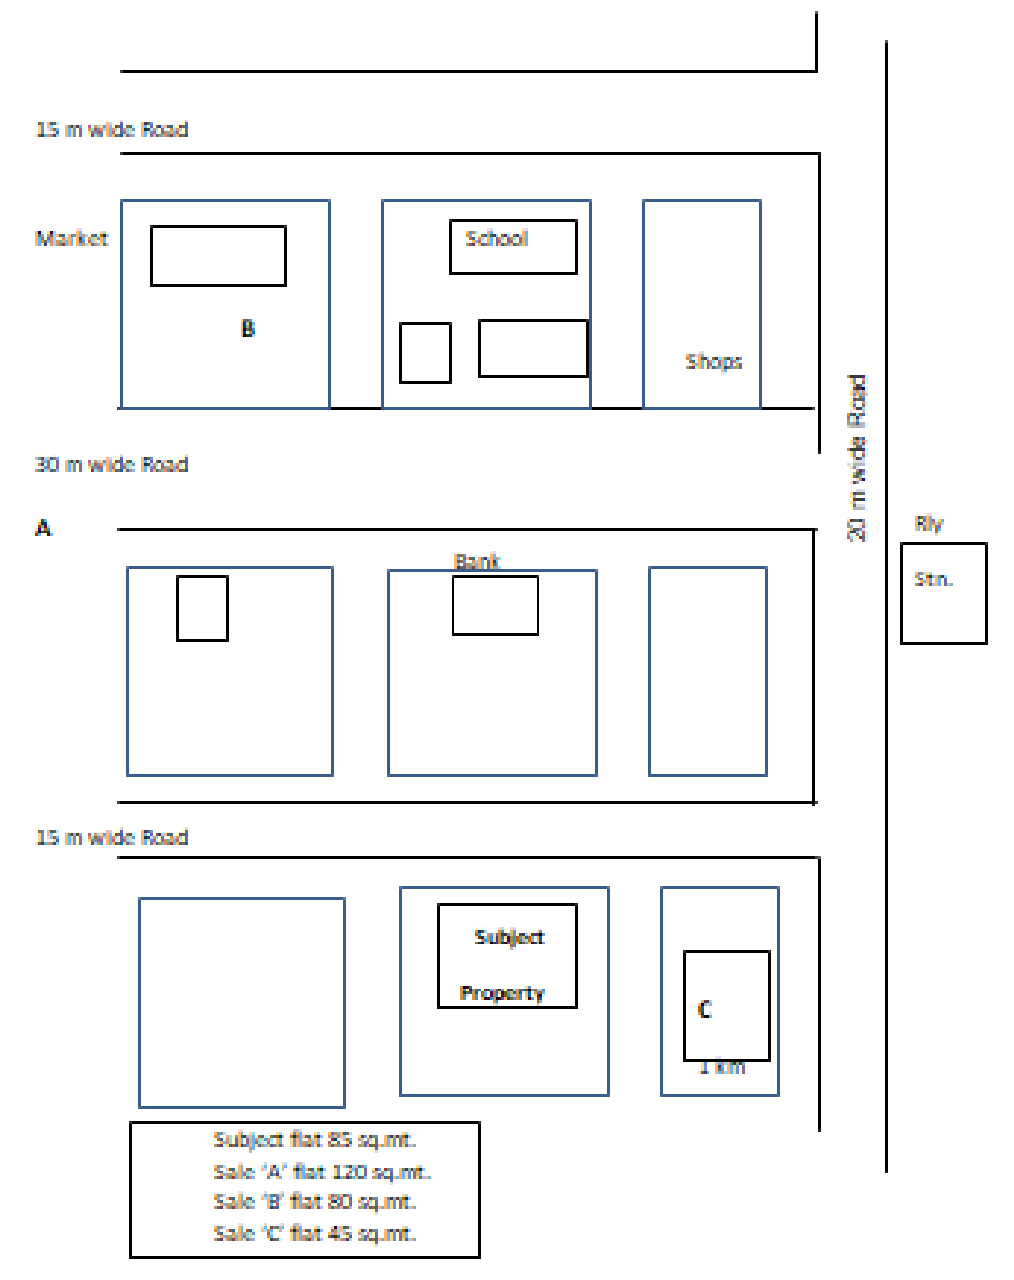 15 m wide Road
Market
School
B
Shops
30 m wide Road
20 m wide Road
A
Rly
Bank
Stn.
15 m wide Road
Subject
Property
C
1 km
Subject flat 85 sq.mt.
Sale 'A' flat 120 sq.mt.
Sale 'B' flat 80 sq.mt.
Sale 'C' flat 45 sq.mt.